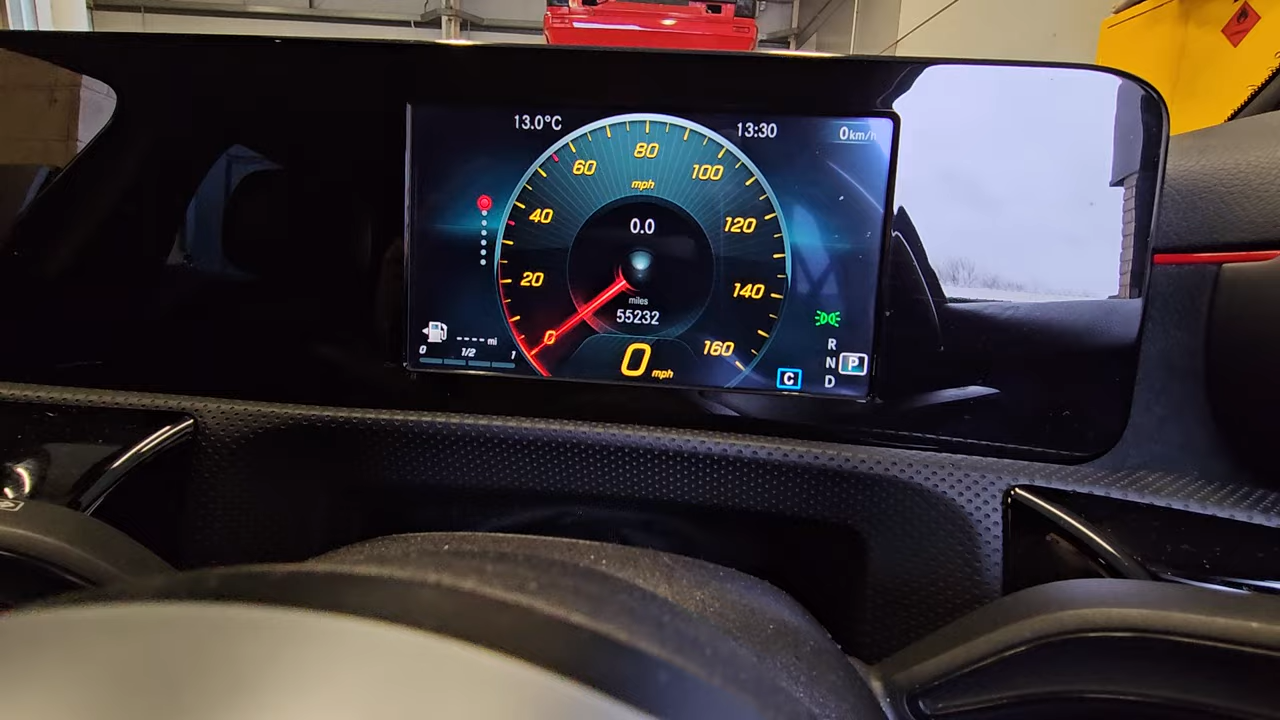 13.0°C
13:30
0km/h
80
60
100
mph
40
0.0
120
20
140
miles
55232
0
160
----- mi
0 1/2 1
0 mph
R
N P
D
C